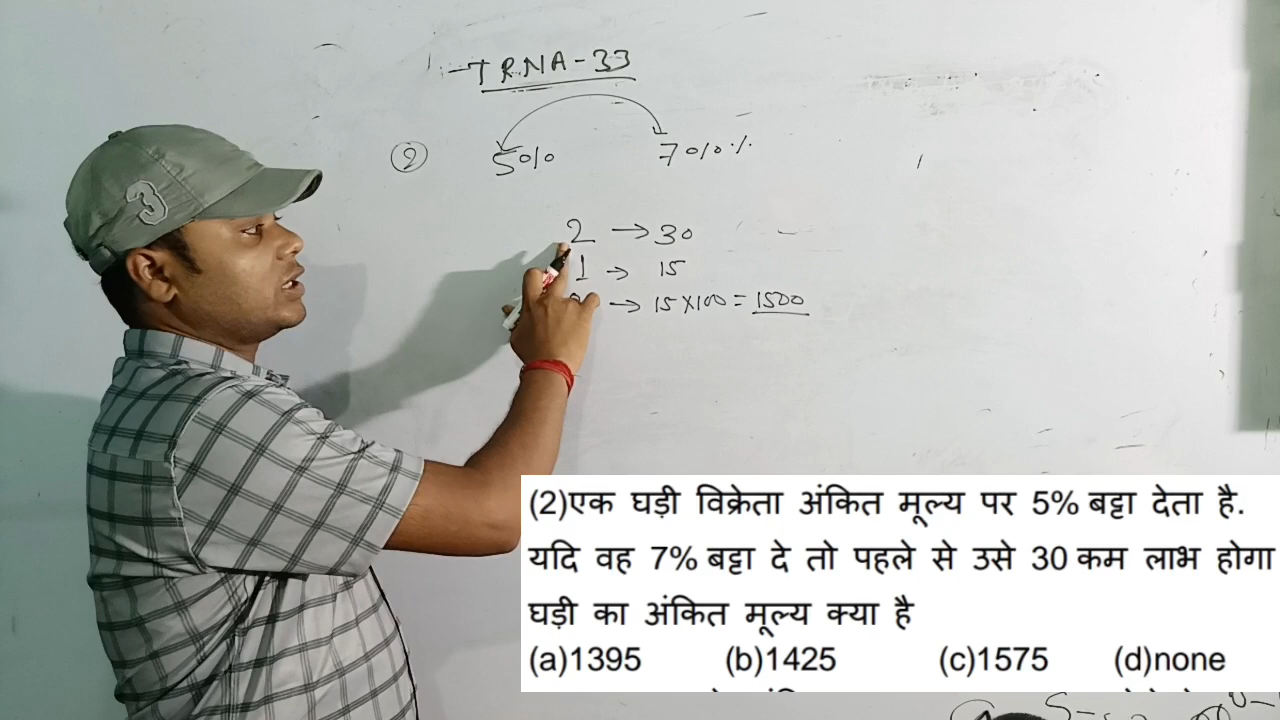 TRNA-33
② 5% 7%
3
2 → 30
1 → 15
→ 15×100 = 1500
(2)एक घड़ी विक्रेता अंकित मूल्य पर 5% बट्टा देता है.
यदि वह 7% बट्टा दे तो पहले से उसे 30 कम लाभ होगा
घड़ी का अंकित मूल्य क्या है
(a)1395 (b)1425 (c)1575 (d)none